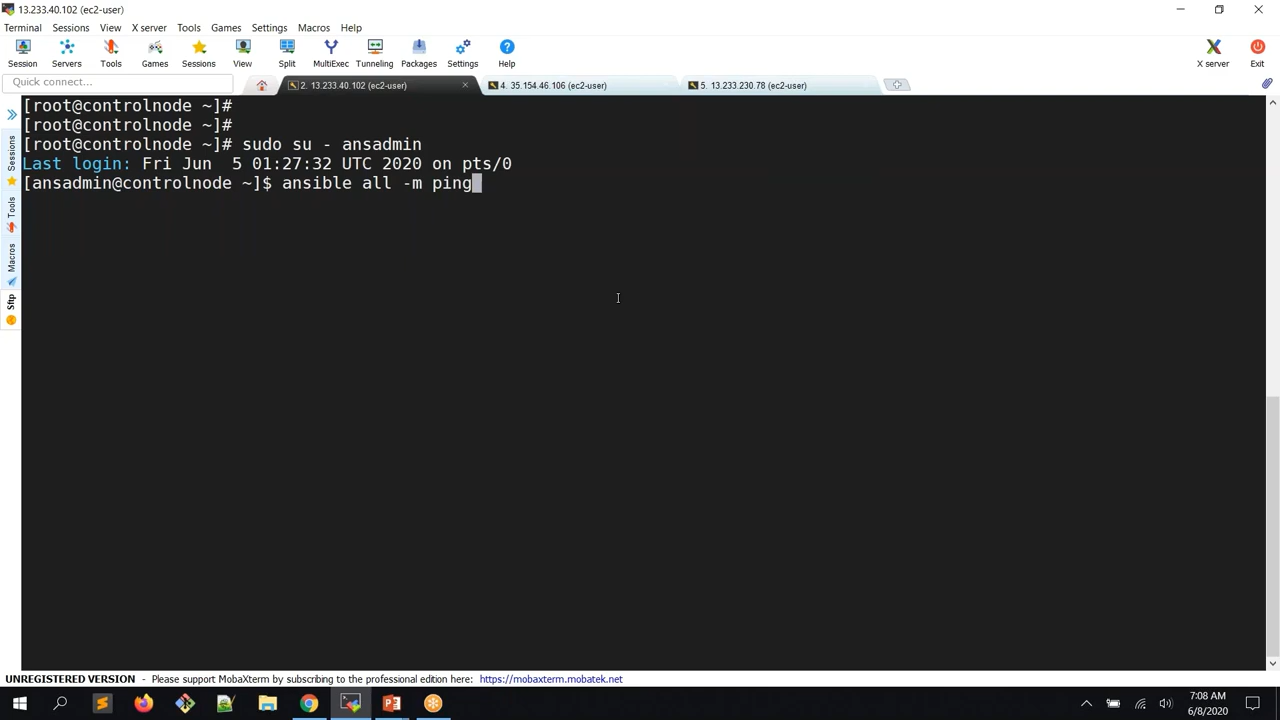 13.233.40.102 (ec2-user)
Terminal Sessions View X server Tools Games Settings Macros Help
Session Servers Tools Games Sessions View Split MultiExec Tunneling Packages Settings Help X server Exit
Quick connect...
2. 13.233.40.102 (ec2-user)
4. 35.154.46.106 (ec2-user)
5. 13.233.230.78 (ec2-user)
Sessions
Tools
Macros
Sftp
[root@controlnode ~]#
[root@controlnode ~]#
[root@controlnode ~]# sudo su - ansadmin
Last login: Fri Jun  5 01:27:32 UTC 2020 on pts/0
[ansadmin@controlnode ~]$ ansible all -m ping
UNREGISTERED VERSION - Please support MobaXterm by subscribing to the professional edition here: https://mobaxterm.mobatek.net
7:08 AM
6/8/2020